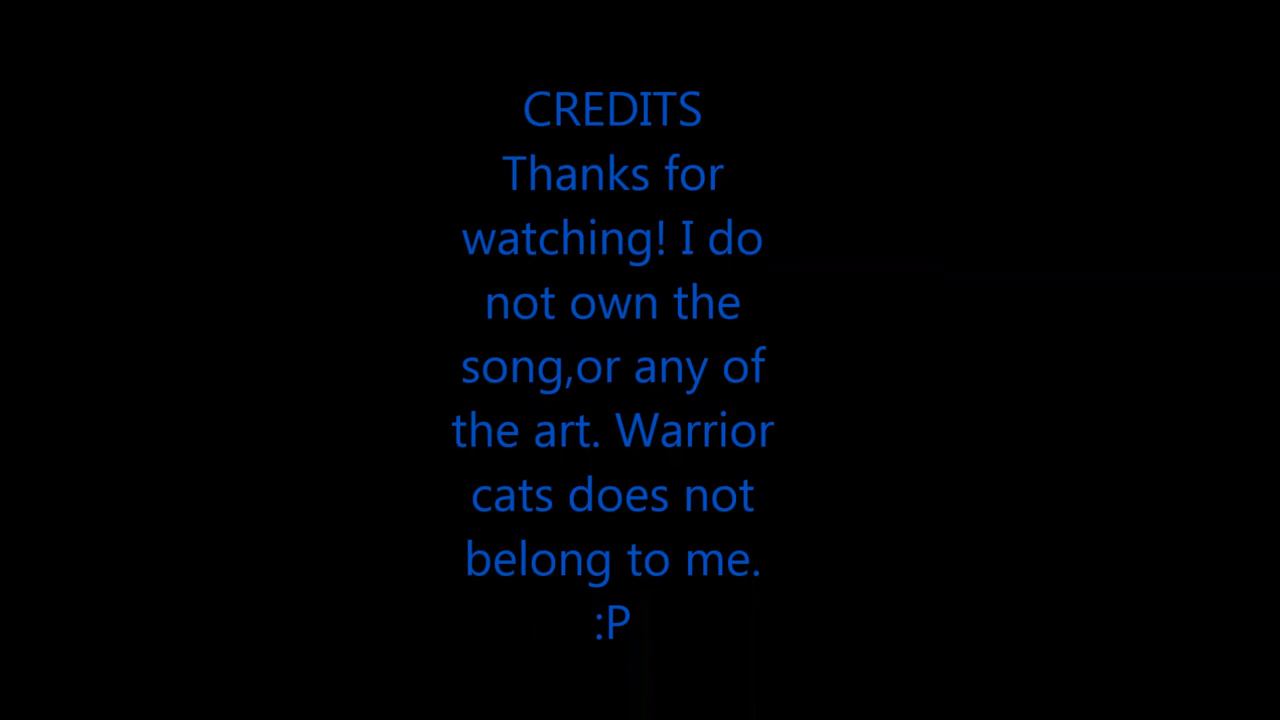 CREDITS
Thanks for
watching! I do
not own the
song,or any of
the art. Warrior
cats does not
belong to me.
:P